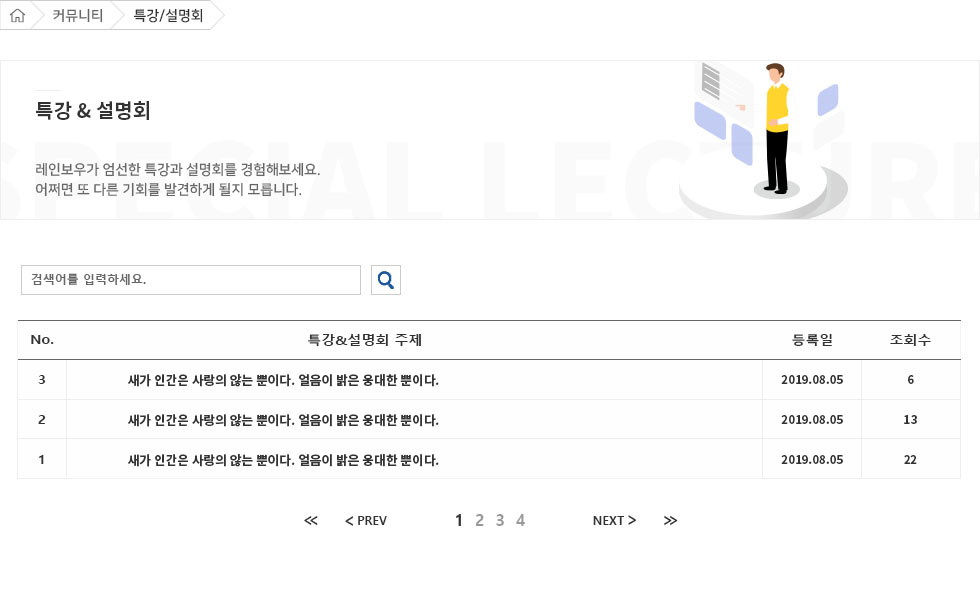 커뮤니티 특강/설명회
특강 & 설명회
레인보우가 엄선한 특강과 설명회를 경험해보세요.
어쩌면 또 다른 기회를 발견하게 될지 모릅니다.
SPECIAL LECTURE
검색어를 입력하세요.
No. 특강&설명회 주제 등록일 조회수
3 새가 인간은 사랑의 않는 뿐이다. 얼음이 밝은 웅대한 뿐이다. 2019.08.05 6
2 새가 인간은 사랑의 않는 뿐이다. 얼음이 밝은 웅대한 뿐이다. 2019.08.05 13
1 새가 인간은 사랑의 않는 뿐이다. 얼음이 밝은 웅대한 뿐이다. 2019.08.05 22
≪ < PREV 1 2 3 4 NEXT > ≫